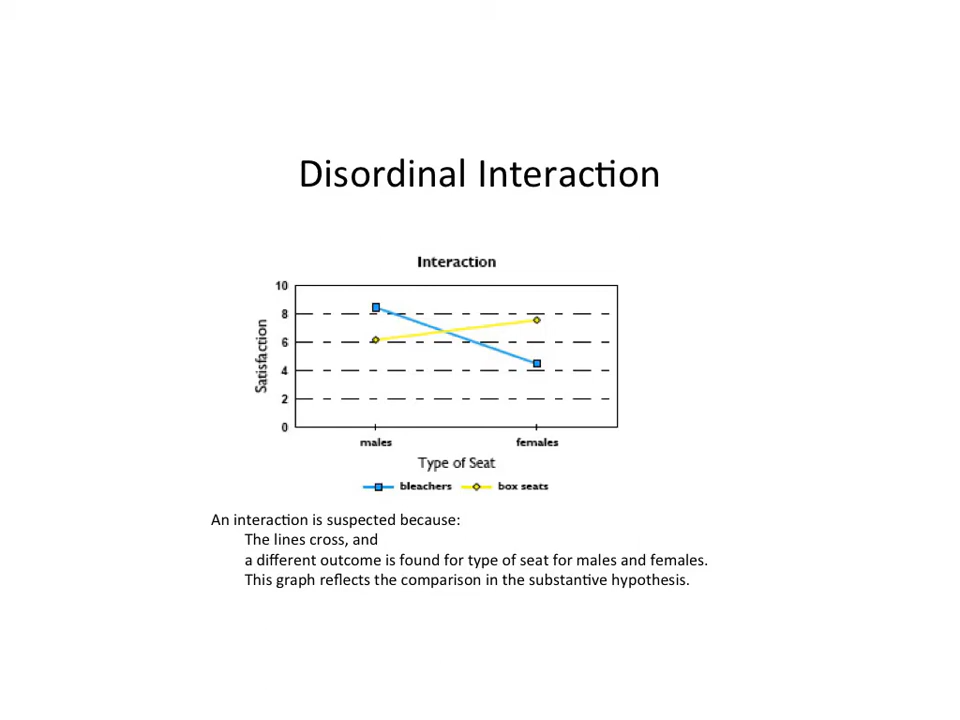 Disordinal Interaction
Interaction
10
8
6
4
2
0
Satisfaction
males females
Type of Seat
bleachers box seats
An interaction is suspected because:
The lines cross, and
a different outcome is found for type of seat for males and females.
This graph reflects the comparison in the substantive hypothesis.